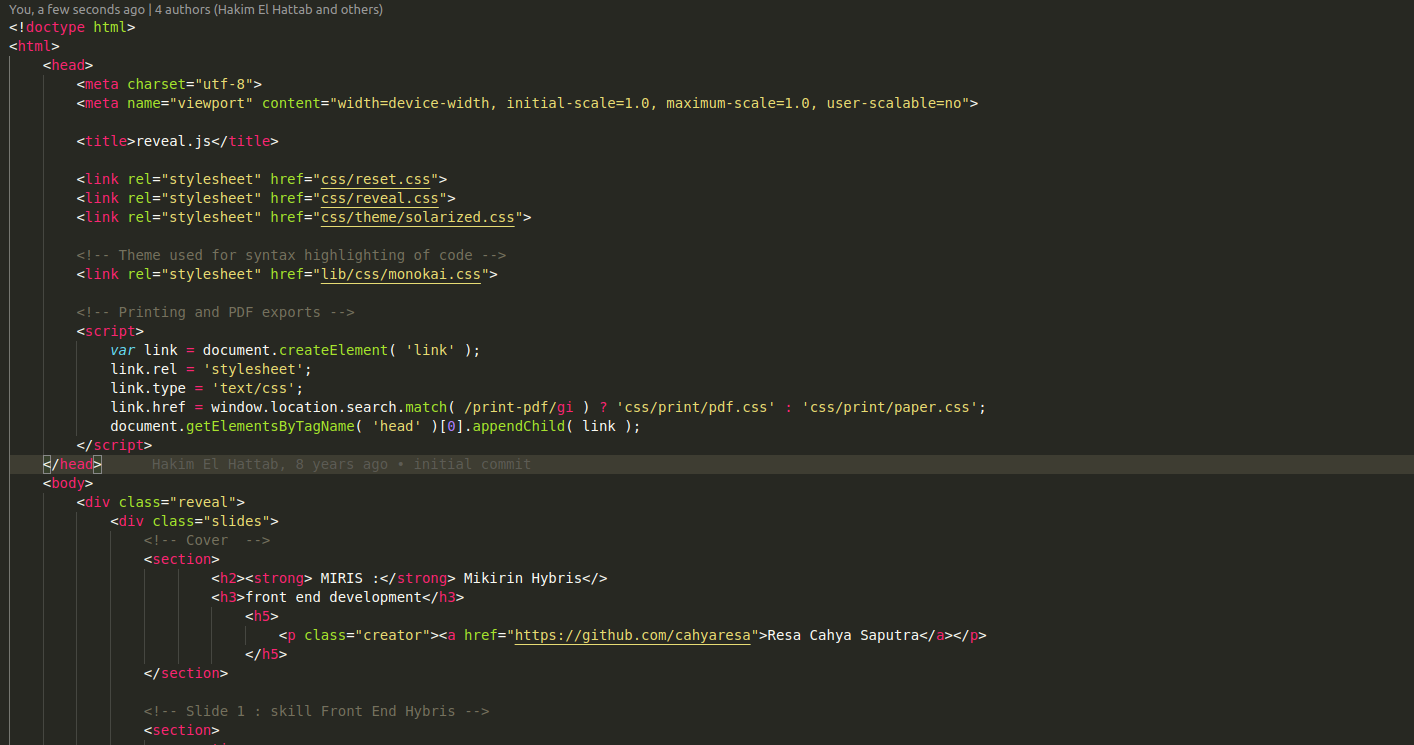 You, a few seconds ago | 4 authors (Hakim El Hattab and others)
<!doctype html>
<html>
    <head>
        <meta charset="utf-8">
        <meta name="viewport" content="width=device-width, initial-scale=1.0, maximum-scale=1.0, user-scalable=no">

        <title>reveal.js</title>

        <link rel="stylesheet" href="css/reset.css">
        <link rel="stylesheet" href="css/reveal.css">
        <link rel="stylesheet" href="css/theme/solarized.css">

        <!-- Theme used for syntax highlighting of code -->
        <link rel="stylesheet" href="lib/css/monokai.css">

        <!-- Printing and PDF exports -->
        <script>
            var link = document.createElement( 'link' );
            link.rel = 'stylesheet';
            link.type = 'text/css';
            link.href = window.location.search.match( /print-pdf/gi ) ? 'css/print/pdf.css' : 'css/print/paper.css';
            document.getElementsByTagName( 'head' )[0].appendChild( link );
        </script>
    </head>      Hakim El Hattab, 8 years ago • initial commit
    <body>
        <div class="reveal">
            <div class="slides">
                <!-- Cover  -->
                <section>
                        <h2><strong> MIRIS :</strong> Mikirin Hybris</>
                        <h3>front end development</h3>
                            <h5>
                                <p class="creator"><a href="https://github.com/cahyaresa">Resa Cahya Saputra</a></p>
                            </h5>
                </section>

                <!-- Slide 1 : skill Front End Hybris -->
                <section>